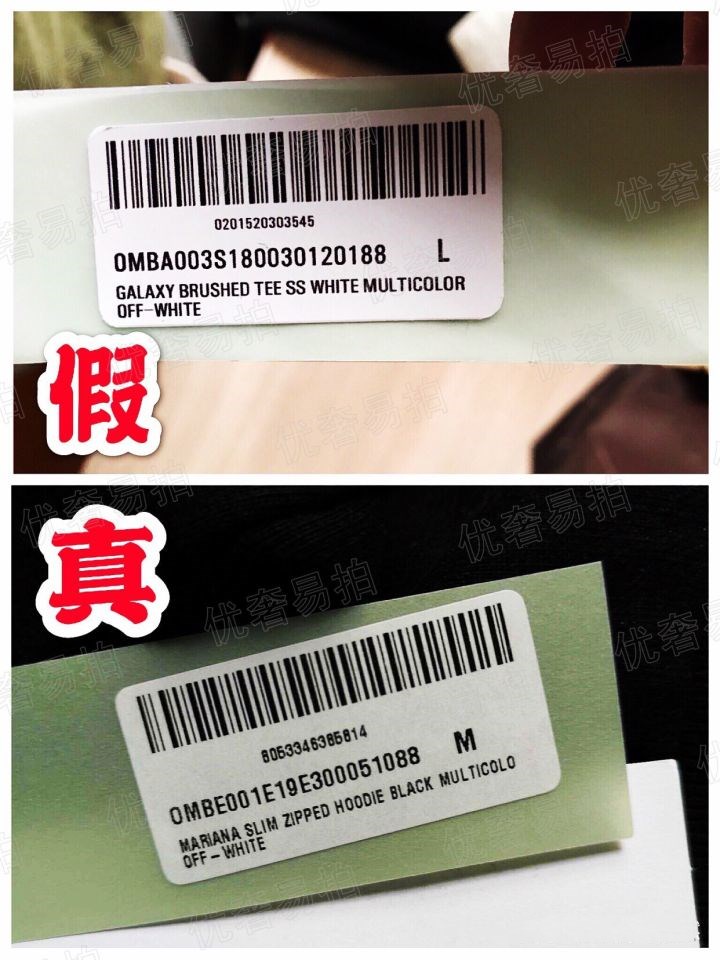 0201520303545
OMBA003S180030120188 L
GALAXY BRUSHED TEE SS WHITE MULTICOLOR
OFF-WHITE
假
真
8053346385814
OMBE001E19E300051088 M
MARIANA SLIM ZIPPED HOODIE BLACK MULTICOLO
OFF-WHITE
优奢易拍